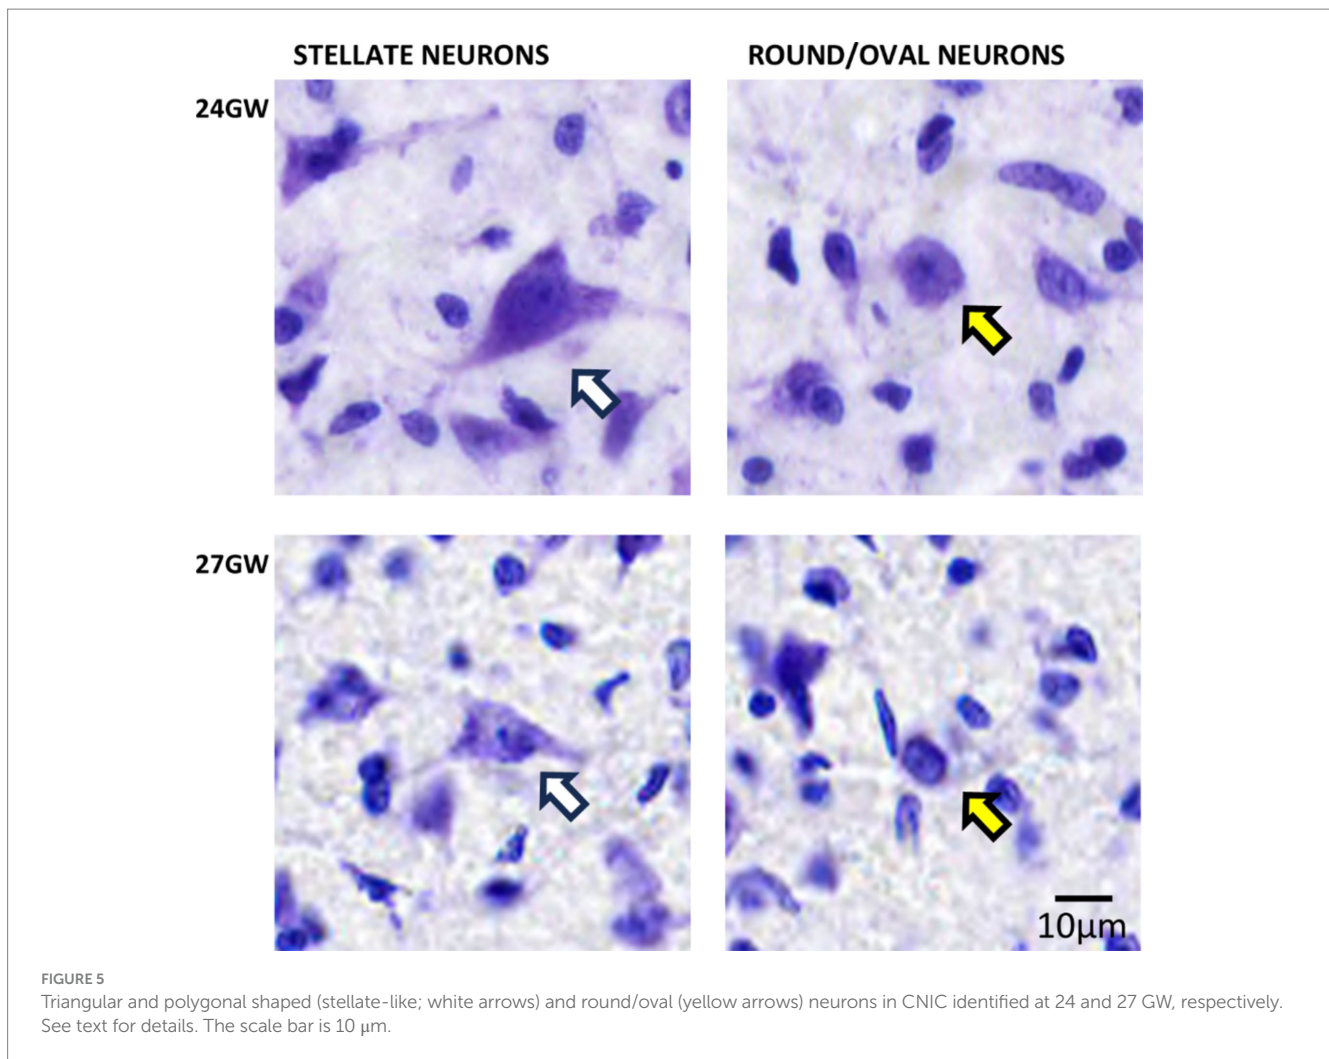 STELLATE NEURONS
ROUND/OVAL NEURONS
24GW
27GW
10µm
FIGURE 5
Triangular and polygonal shaped (stellate-like; white arrows) and round/oval (yellow arrows) neurons in CNIC identified at 24 and 27 GW, respectively.
See text for details. The scale bar is 10 μm.